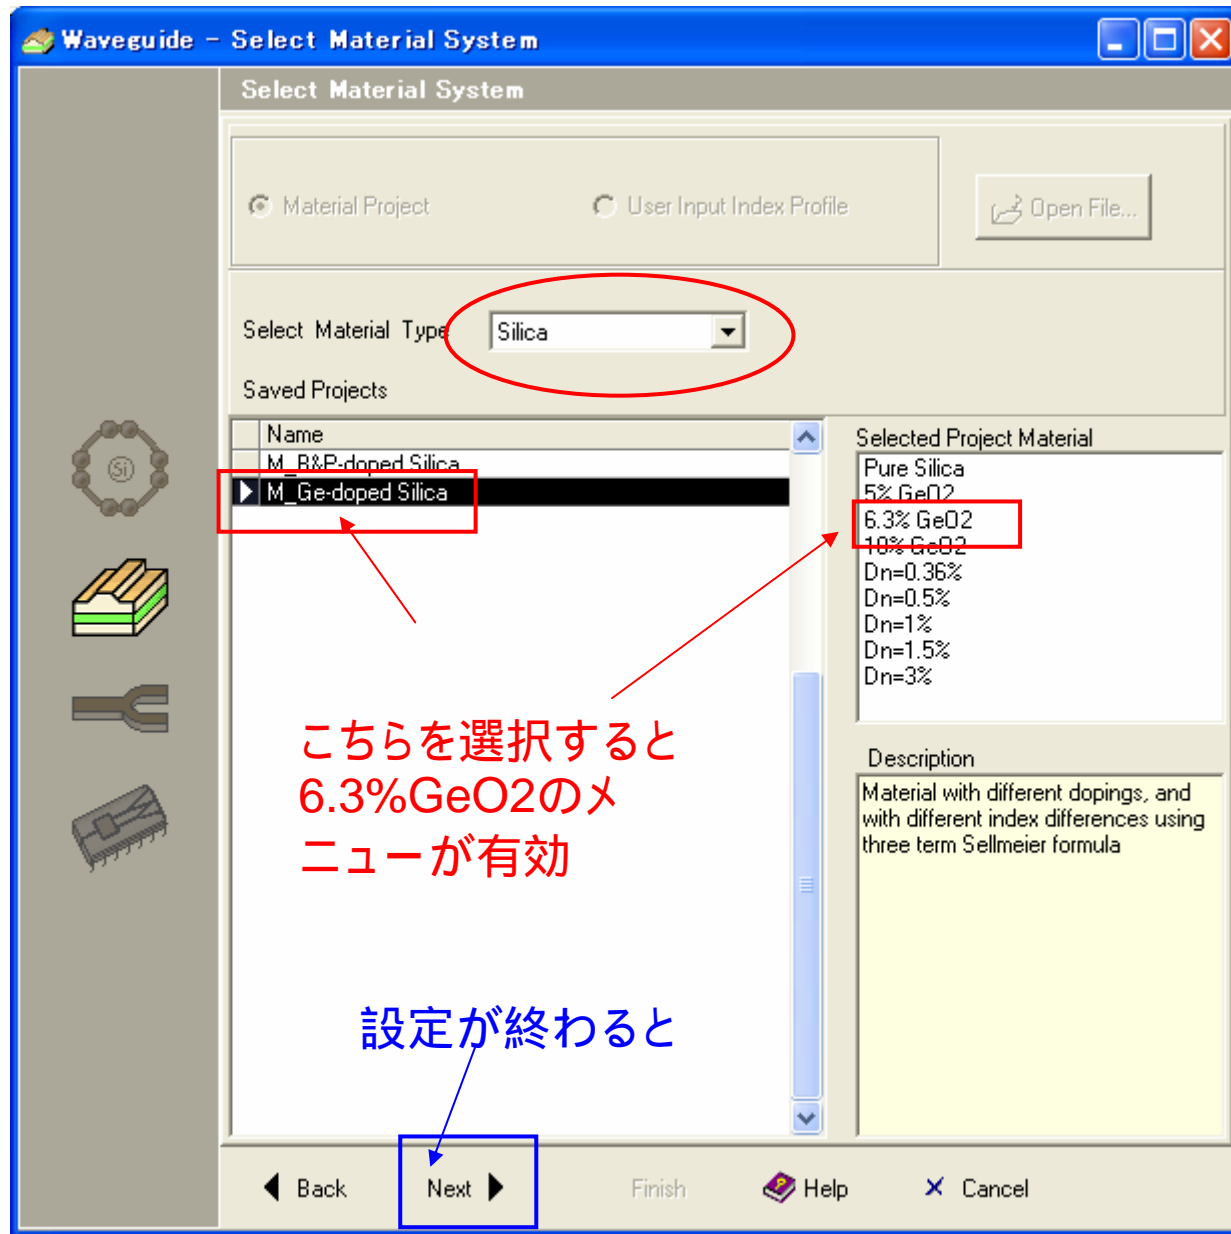 Waveguide - Select Material System
Select Material System
Material Project
User Input Index Profile
Open File...
Select Material Type
Silica
Saved Projects
Name
M_B&P-doped Silica
M_Ge-doped Silica
Selected Project Material
Pure Silica
5% GeO2
6.3% GeO2
10% GeO2
Dn=0.36%
Dn=0.5%
Dn=1%
Dn=1.5%
Dn=3%
Si
こちらを選択すると
6.3%GeO2のメ
ニューが有効
Description
Material with different dopings, and
with different index differences using
three term Sellmeier formula
設定が終わると
Back
Next
Finish
Help
Cancel